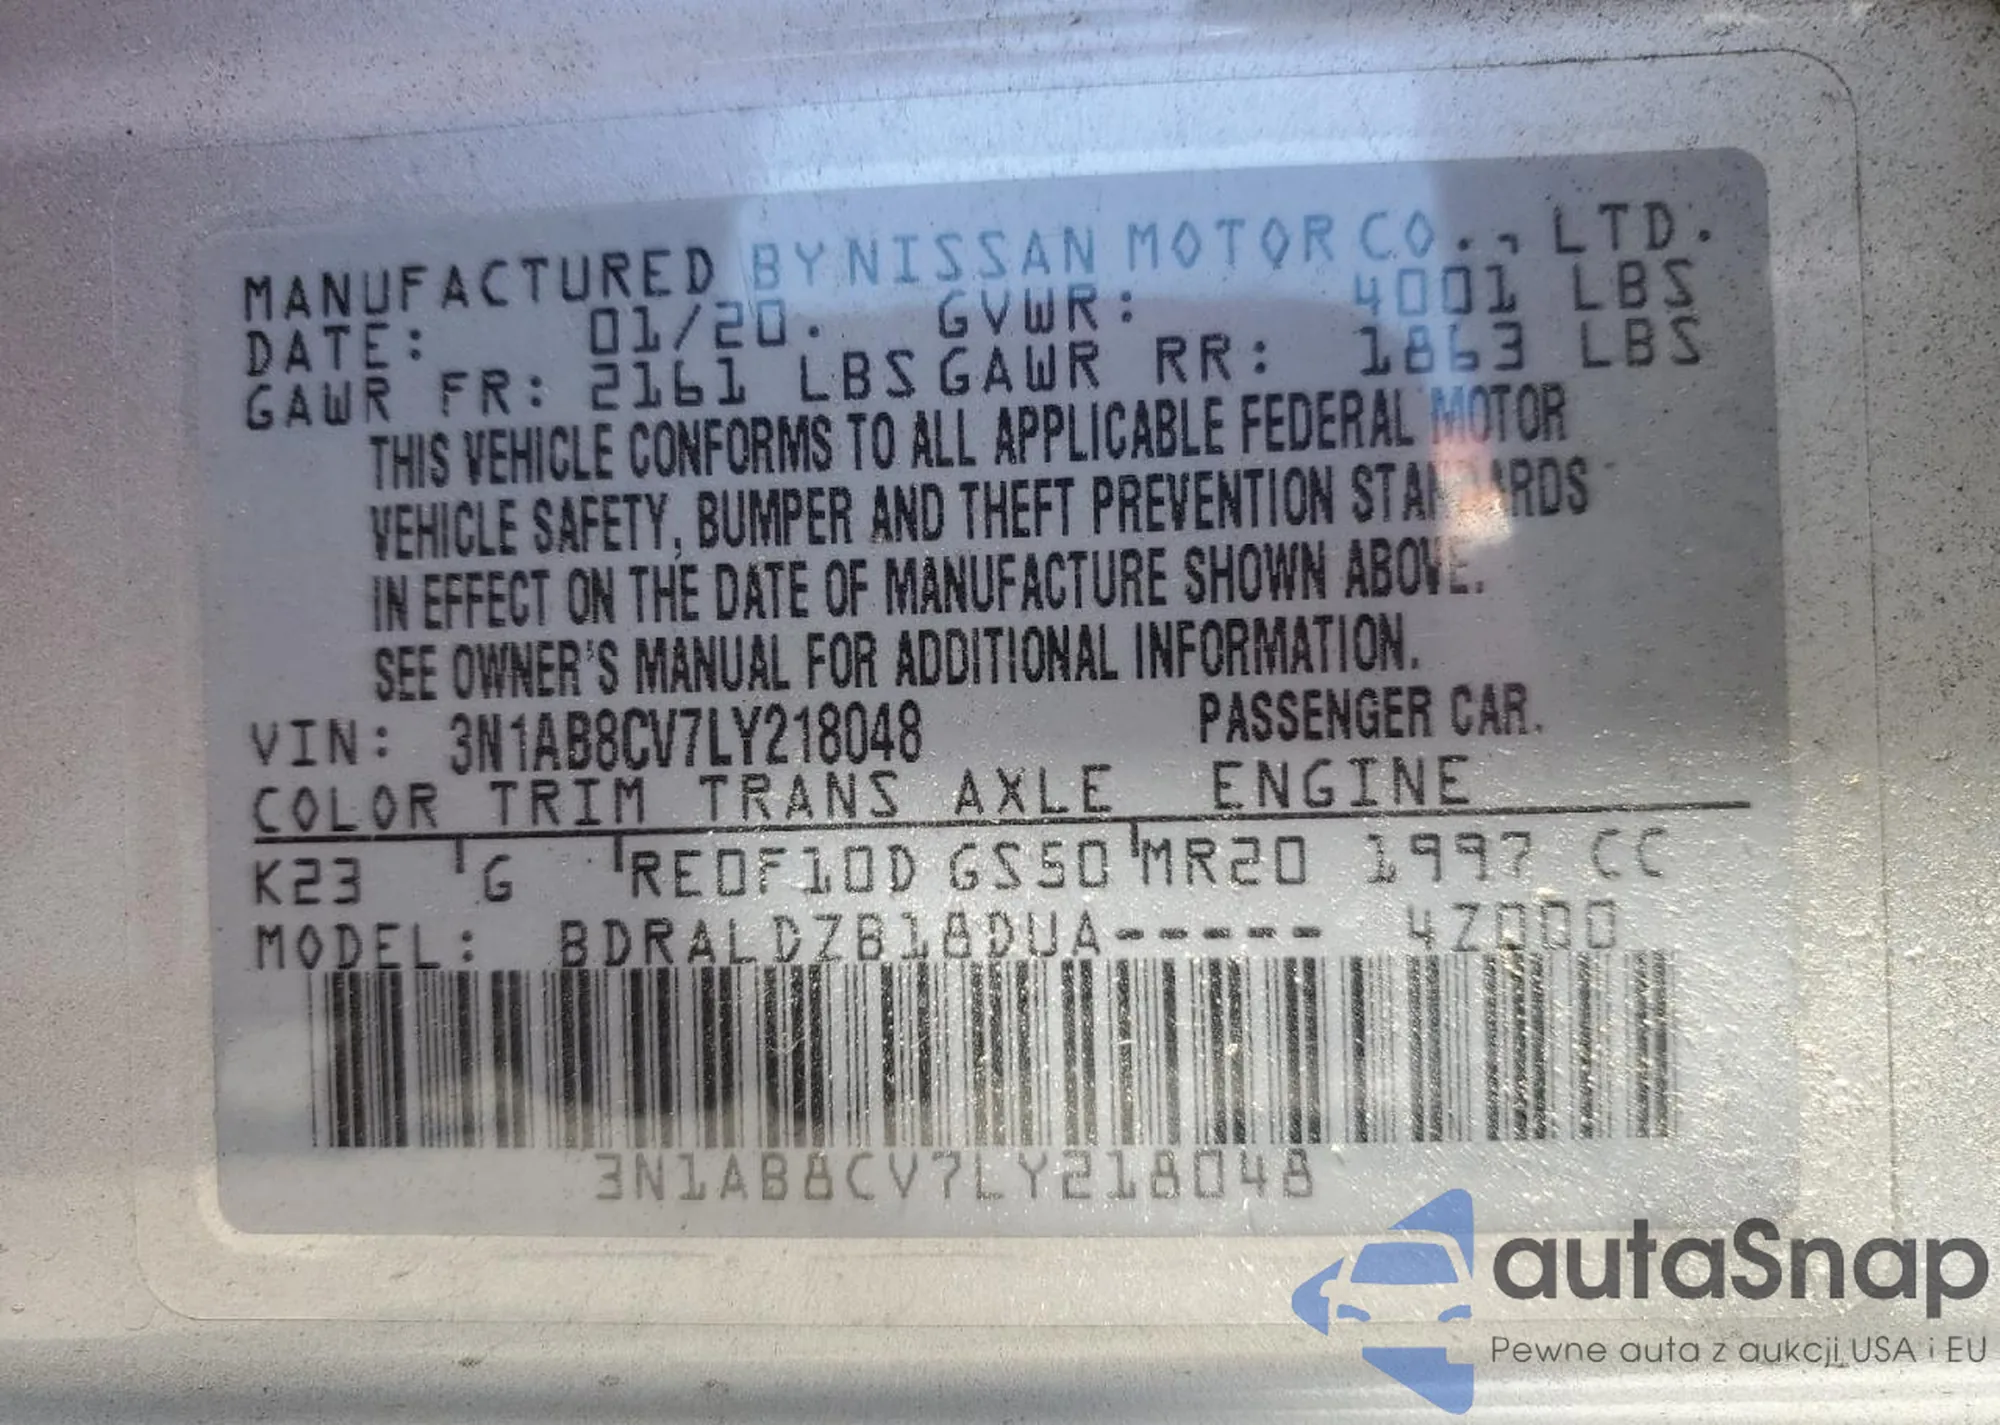 MANUFACTURED BY NISSAN MOTOR CO., LTD.
DATE: 01/20. GVWR: 4001 LBS
GAWR FR: 2161 LBS GAWR RR: 1863 LBS
THIS VEHICLE CONFORMS TO ALL APPLICABLE FEDERAL MOTOR
VEHICLE SAFETY, BUMPER AND THEFT PREVENTION STANDARDS
IN EFFECT ON THE DATE OF MANUFACTURE SHOWN ABOVE.
SEE OWNER'S MANUAL FOR ADDITIONAL INFORMATION.
VIN: 3N1AB8CV7LY218048 PASSENGER CAR.
COLOR TRIM TRANS AXLE ENGINE
K23 G RE0F10D GS50 MR20 1997 CC
MODEL: BDRALDZB18DUA----- 4Z000
3N1AB8CV7LY218048
autaSnap
Pewne auta z aukcji USA i EU